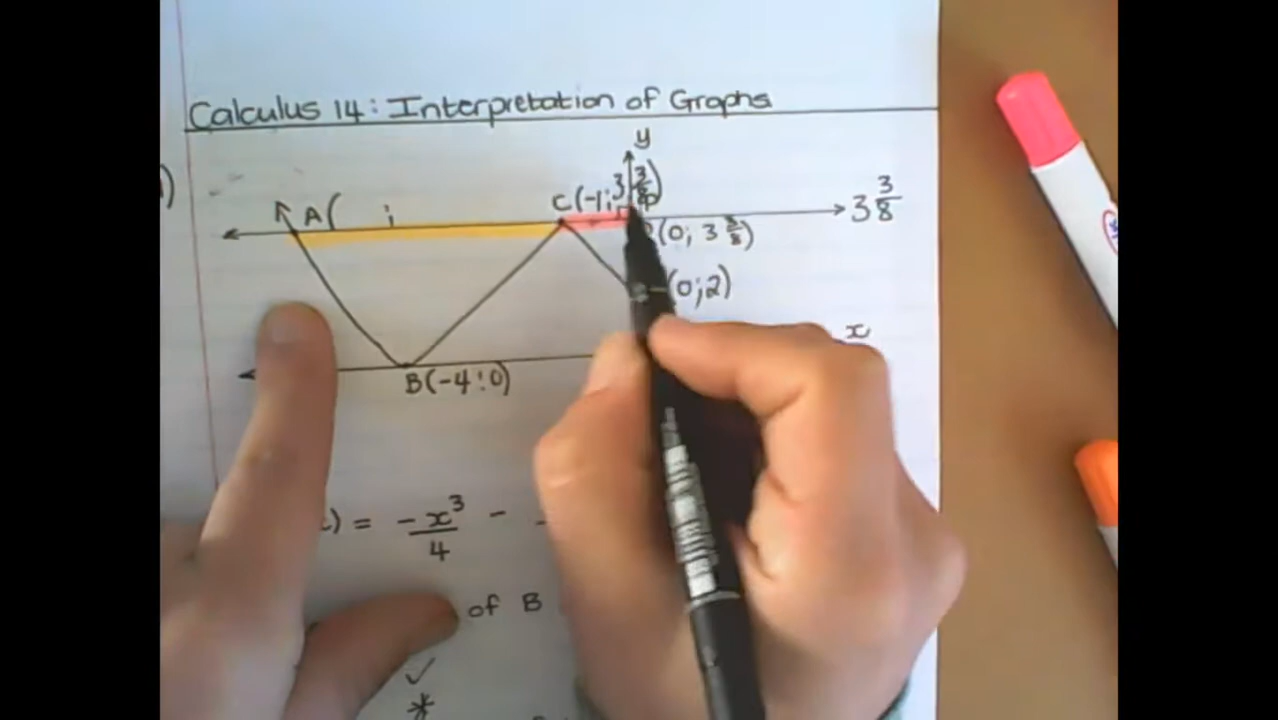 Calculus 14: Interpretation of Graphs
y
A( ;
C(-1; 3 3/8)
3 3/8
(0; 3 3/8)
(0;2)
x
B(-4;0)
) = -x³/4 -
of B
✓
*